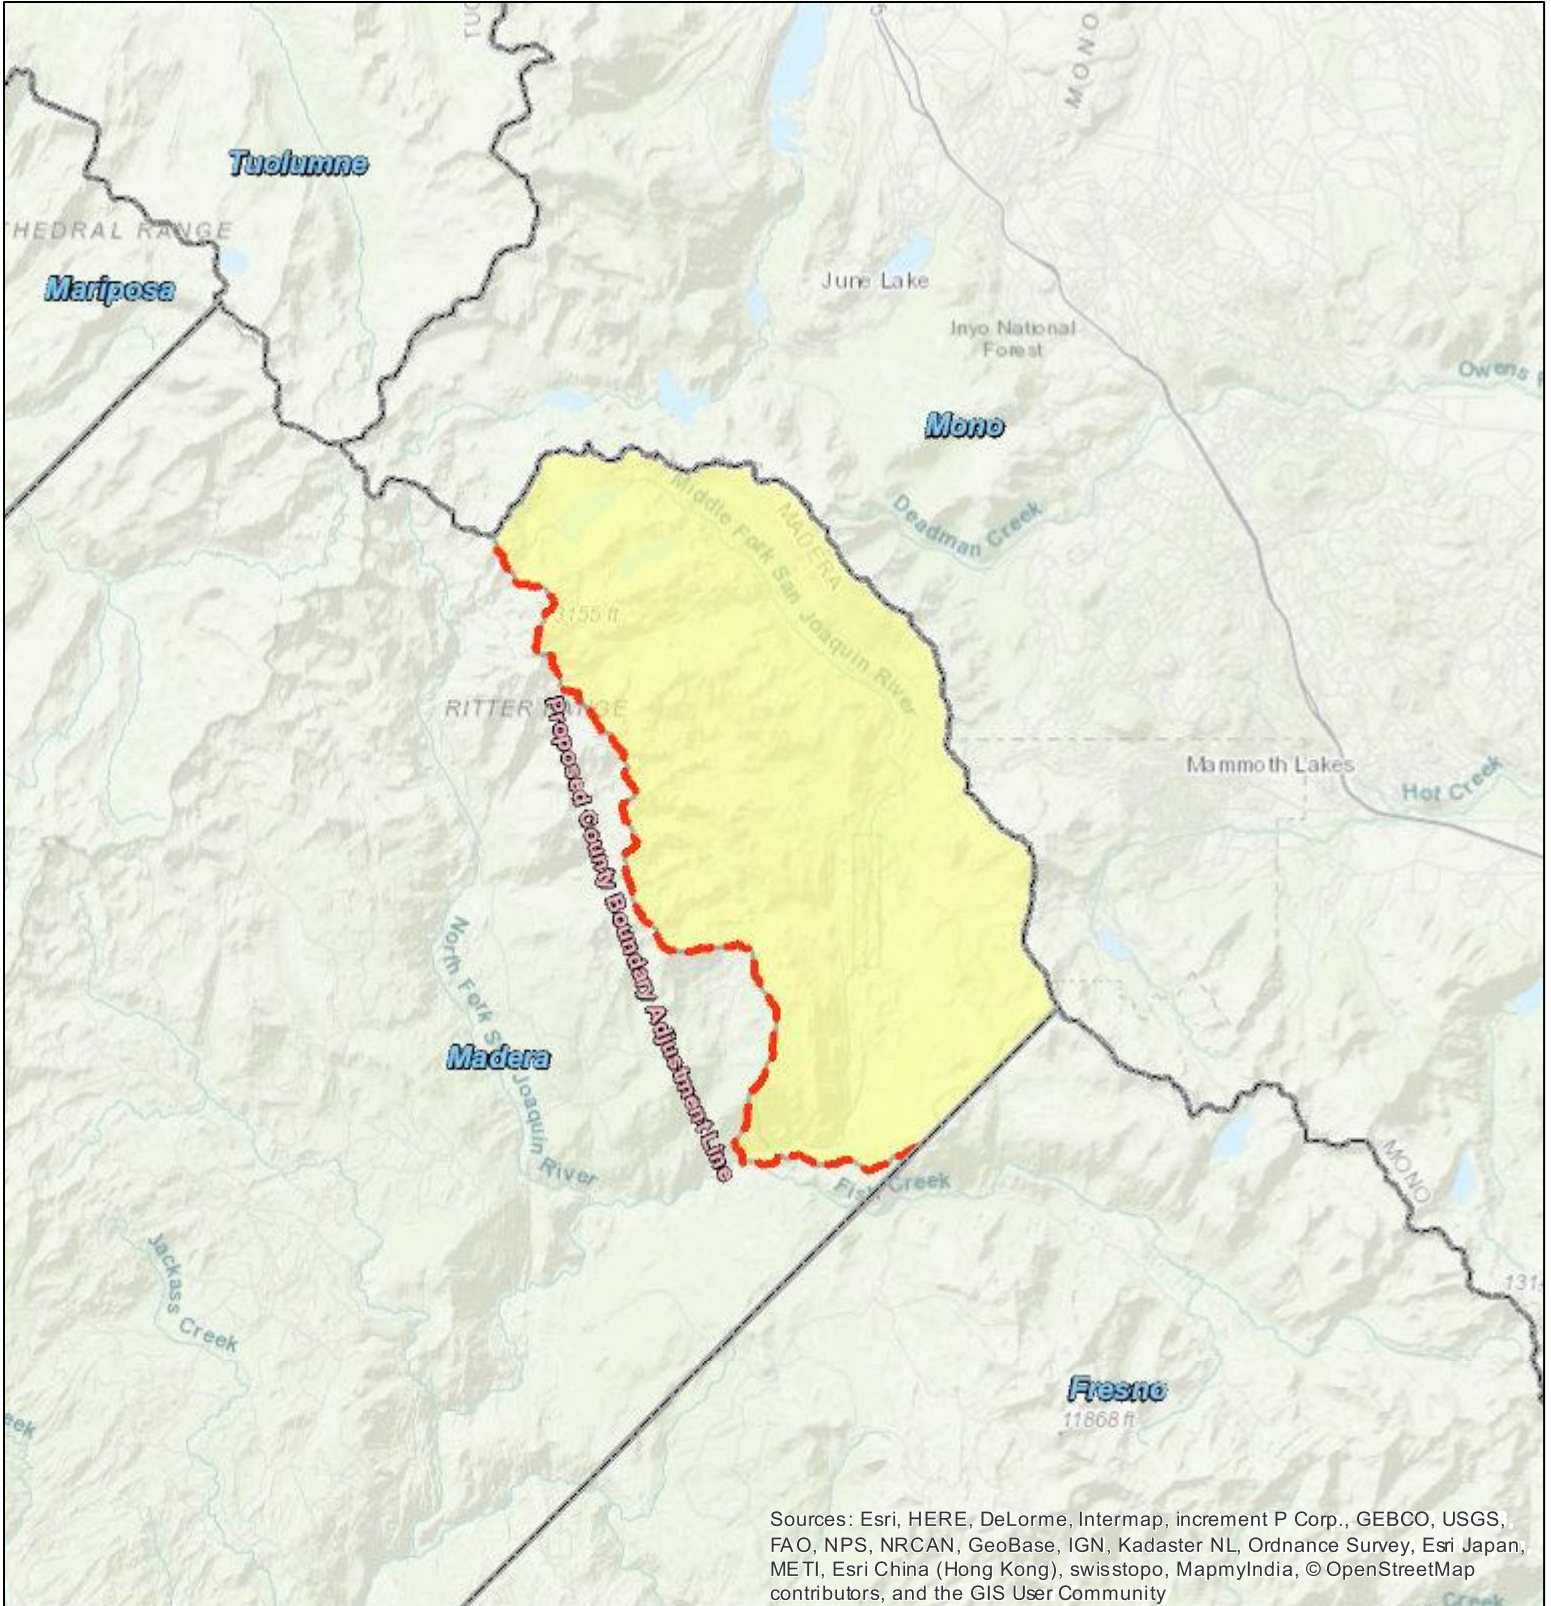 MONO
Tuolumne
THEDRAL RANGE
Mariposa
June Lake
Inyo National
Forest
Owens
Mono
Middle Fork San Joaquin River
MADERA
Deadman Creek
3155 ft
RITTER RANGE
Proposed County Boundary Adjustment Line
Mammoth Lakes
Hot Creek
North Fork San Joaquin River
Madera
Fish Creek
MONO
Jackass Creek
131
Fresno
11868 ft
eek
Sources: Esri, HERE, DeLorme, Intermap, increment P Corp., GEBCO, USGS,
FAO, NPS, NRCAN, GeoBase, IGN, Kadaster NL, Ordnance Survey, Esri Japan,
METI, Esri China (Hong Kong), swisstopo, MapmyIndia, © OpenStreetMap
contributors, and the GIS User Community
Creek